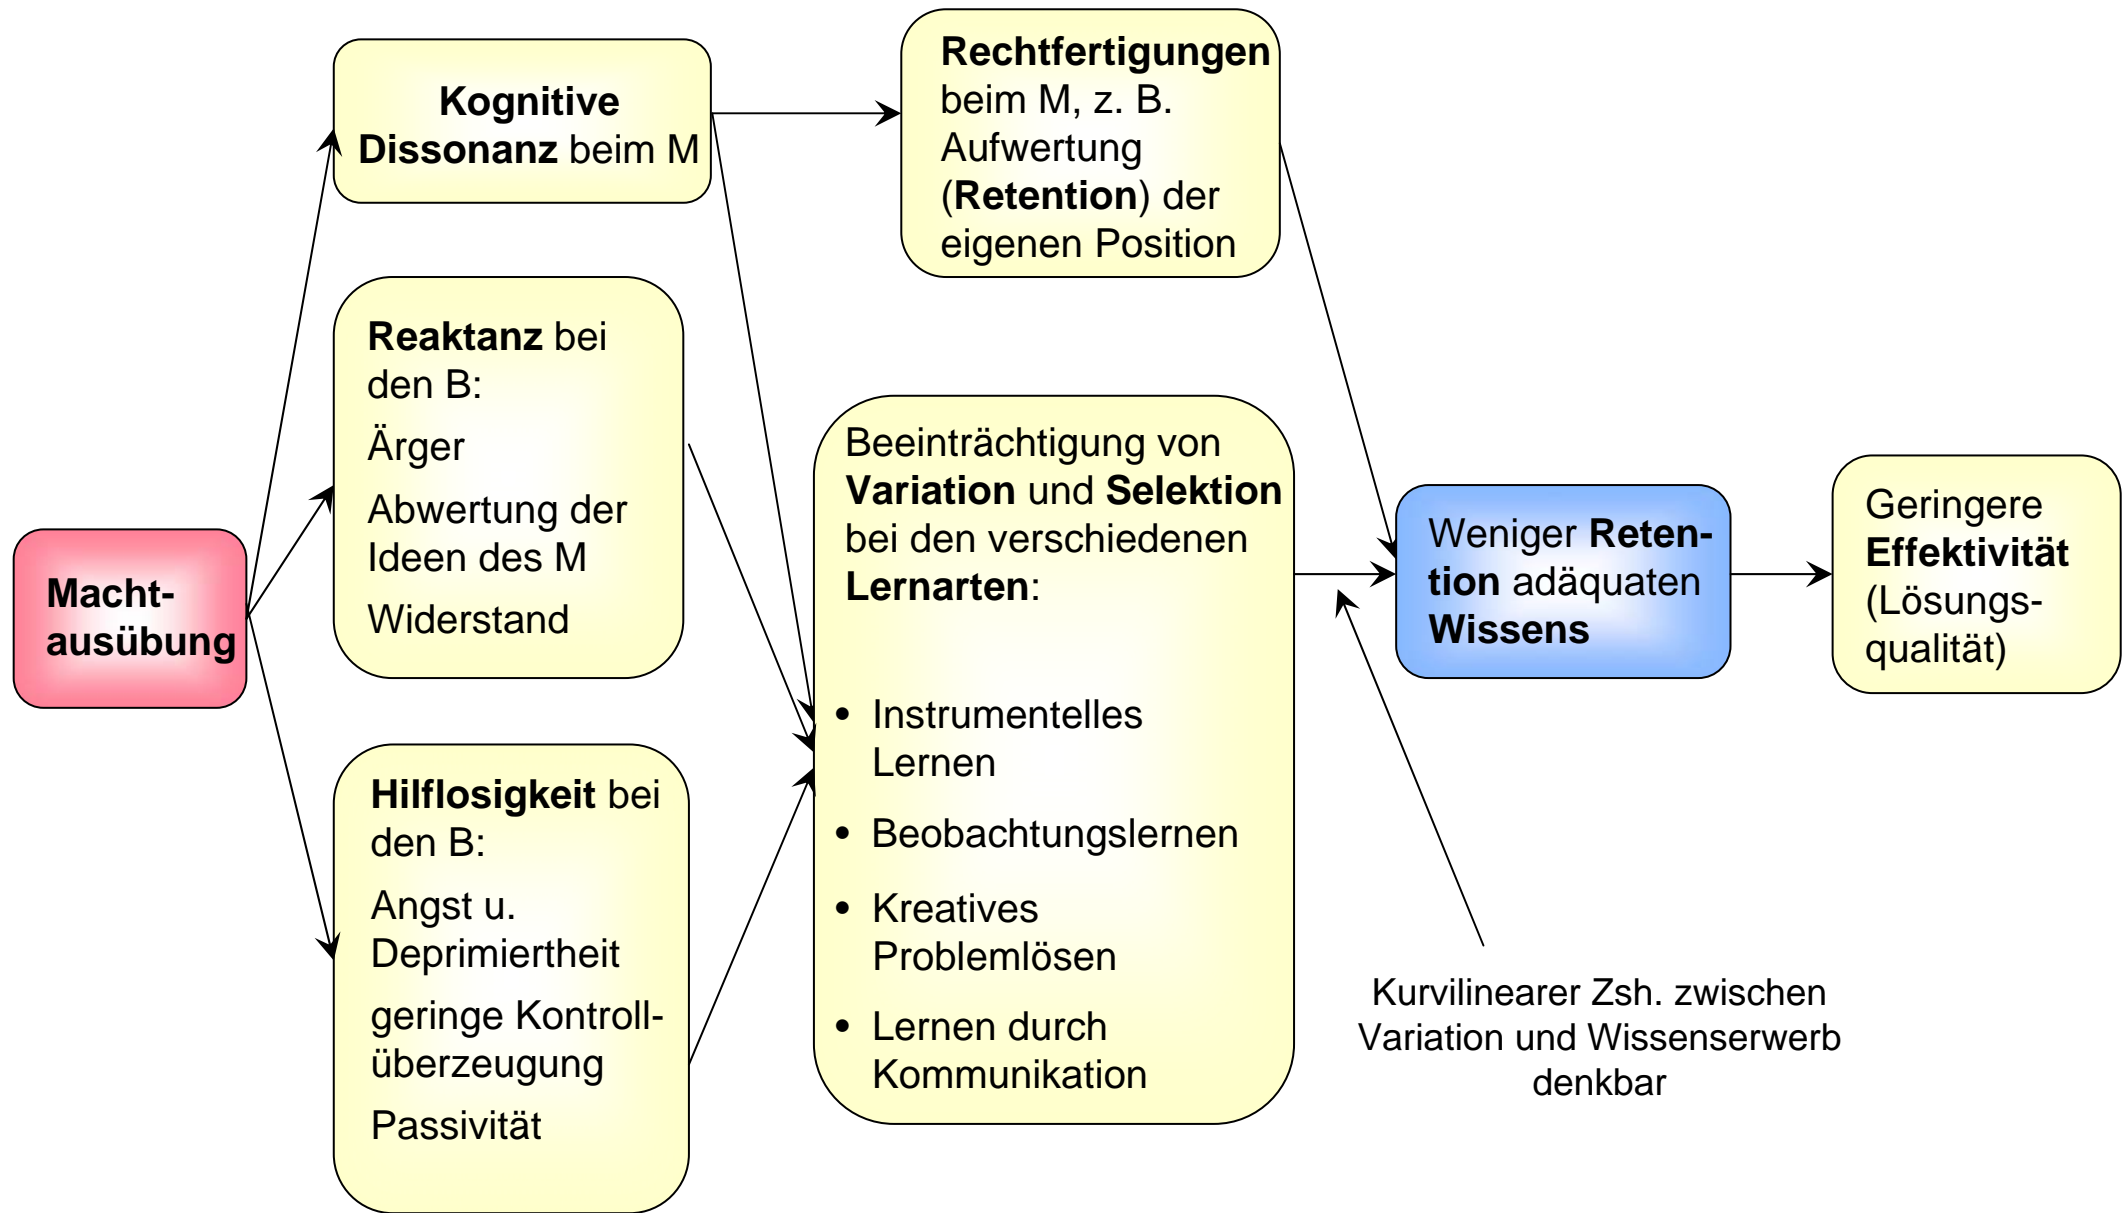 Kognitive
Dissonanz beim M
Rechtfertigungen
beim M, z. B.
Aufwertung
(Retention) der
eigenen Position
Reaktanz bei
den B:
Ärger
Abwertung der
Ideen des M
Widerstand
Macht-
ausübung
Hilflosigkeit bei
den B:
Angst u.
Deprimiertheit
geringe Kontroll-
überzeugung
Passivität
Beeinträchtigung von
Variation und Selektion
bei den verschiedenen
Lernarten:
• Instrumentelles
Lernen
• Beobachtungslernen
• Kreatives
Problemlösen
• Lernen durch
Kommunikation
Weniger Reten-
tion adäquaten
Wissens
Geringere
Effektivität
(Lösungs-
qualität)
Kurvilinearer Zsh. zwischen
Variation und Wissenserwerb
denkbar